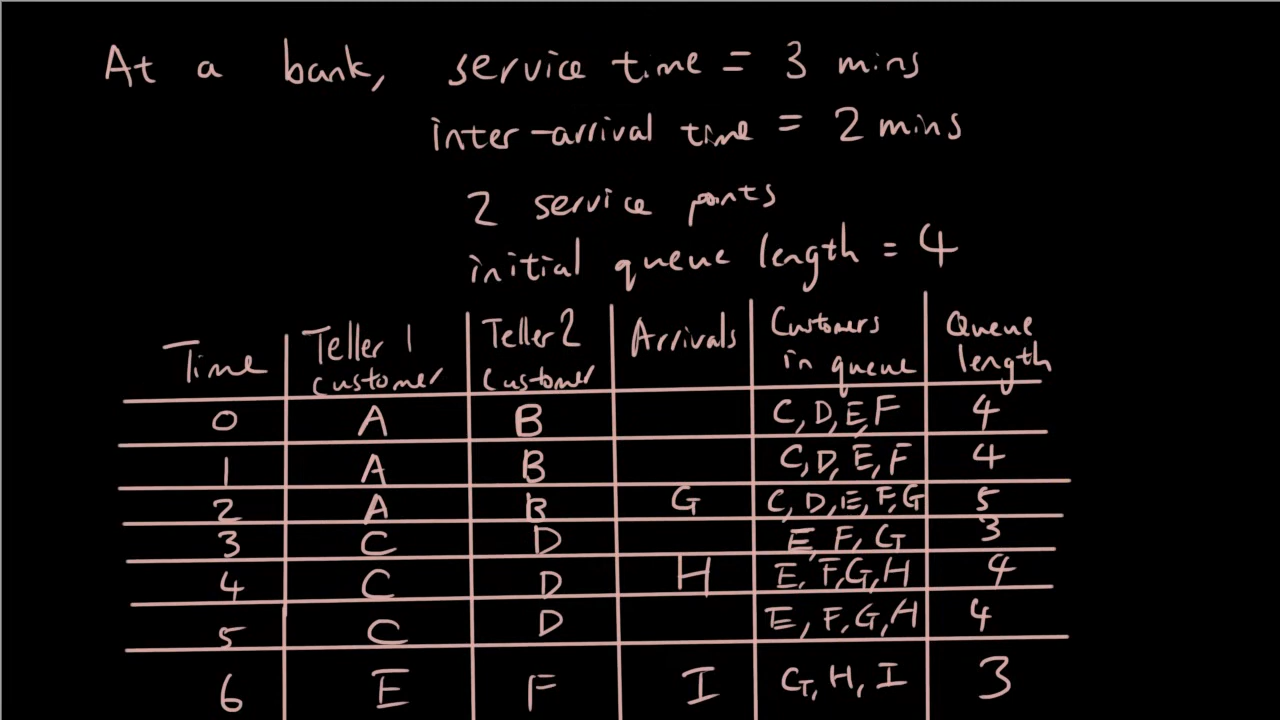 At a bank, service time = 3 mins
inter-arrival time = 2 mins
2 service points
initial queue length = 4
Time Teller 1 customer Teller 2 customer Arrivals Customers in queue Queue length
0 A B C, D, E, F 4
1 A B C, D, E, F 4
2 A B G C, D, E, F, G 5
3 C D E, F, G 3
4 C D H E, F, G, H 4
5 C D E, F, G, H 4
6 E F I G, H, I 3